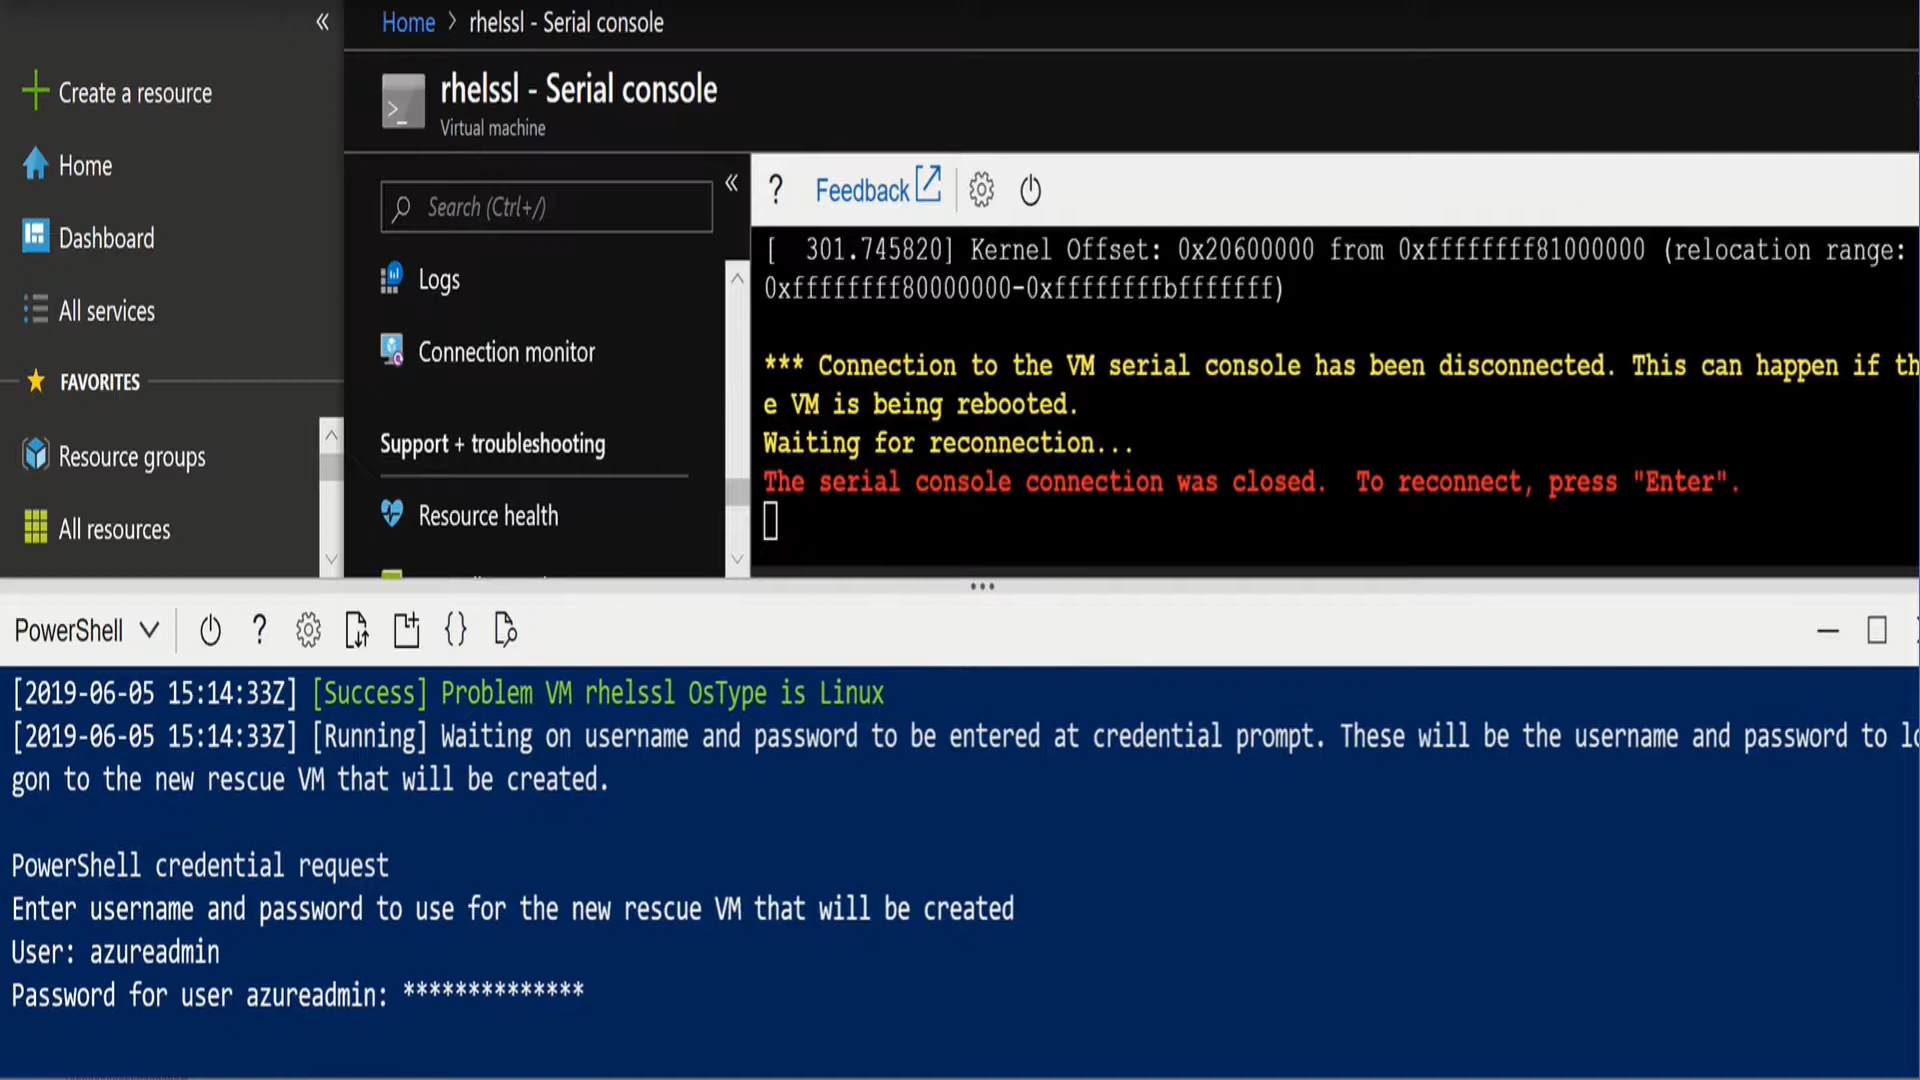 Home > rhelssl - Serial console
rhelssl - Serial console
Virtual machine
Create a resource
Home
Dashboard
All services
FAVORITES
Resource groups
All resources
Search (Ctrl+/)
Logs
Connection monitor
Support + troubleshooting
Resource health
? Feedback
[  301.745820] Kernel Offset: 0x20600000 from 0xffffffff81000000 (relocation range:
0xffffffff80000000-0xffffffffbfffffff)
*** Connection to the VM serial console has been disconnected. This can happen if th
e VM is being rebooted.
Waiting for reconnection...
The serial console connection was closed.  To reconnect, press "Enter".
PowerShell
?
{}
[2019-06-05 15:14:33Z] [Success] Problem VM rhelssl OsType is Linux
[2019-06-05 15:14:33Z] [Running] Waiting on username and password to be entered at credential prompt. These will be the username and password to lo
gon to the new rescue VM that will be created.
PowerShell credential request
Enter username and password to use for the new rescue VM that will be created
User: azureadmin
Password for user azureadmin: **************